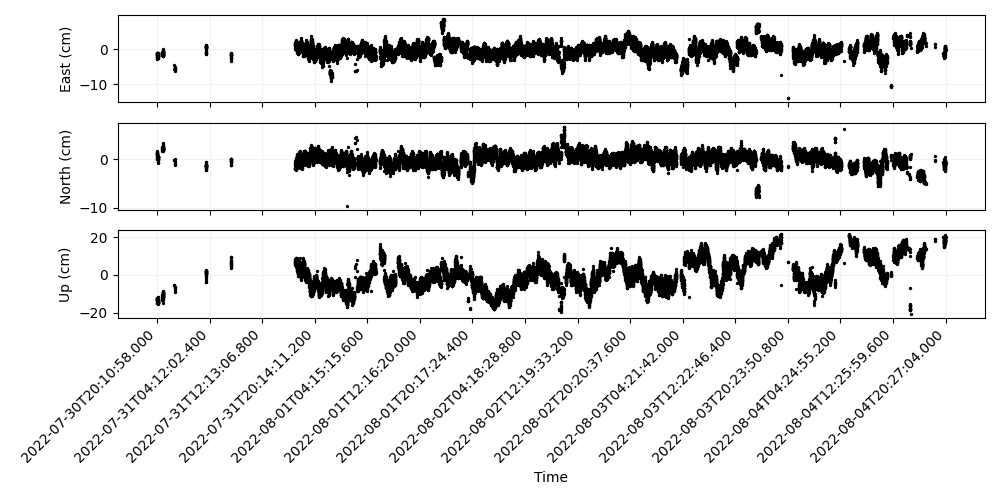 East (cm)
0
−10
North (cm)
0
−10
Up (cm)
20
0
−20
2022-07-30T20:10:58.000
2022-07-31T04:12:02.400
2022-07-31T12:13:06.800
2022-07-31T20:14:11.200
2022-08-01T04:15:15.600
2022-08-01T12:16:20.000
2022-08-01T20:17:24.400
2022-08-02T04:18:28.800
2022-08-02T12:19:33.200
2022-08-02T20:20:37.600
2022-08-03T04:21:42.000
2022-08-03T12:22:46.400
2022-08-03T20:23:50.800
2022-08-04T04:24:55.200
2022-08-04T12:25:59.600
2022-08-04T20:27:04.000
Time